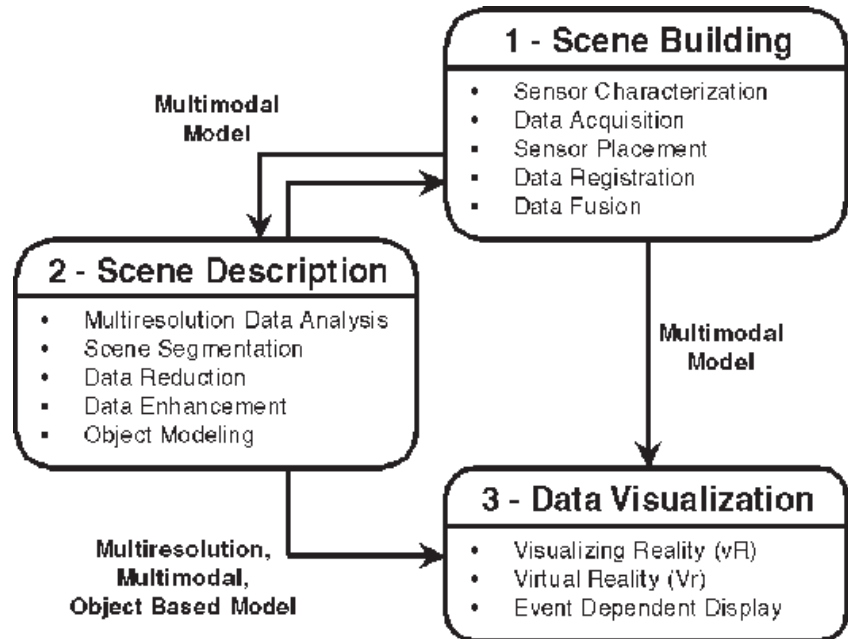 1 - Scene Building
• Sensor Characterization
• Data Acquisition
• Sensor Placement
• Data Registration
• Data Fusion
Multimodal
Model
2 - Scene Description
• Multiresolution Data Analysis
• Scene Segmentation
• Data Reduction
• Data Enhancement
• Object Modeling
Multimodal
Model
Multiresolution,
Multimodal,
Object Based Model
3 - Data Visualization
• Visualizing Reality (vR)
• Virtual Reality (Vr)
• Event Dependent Display